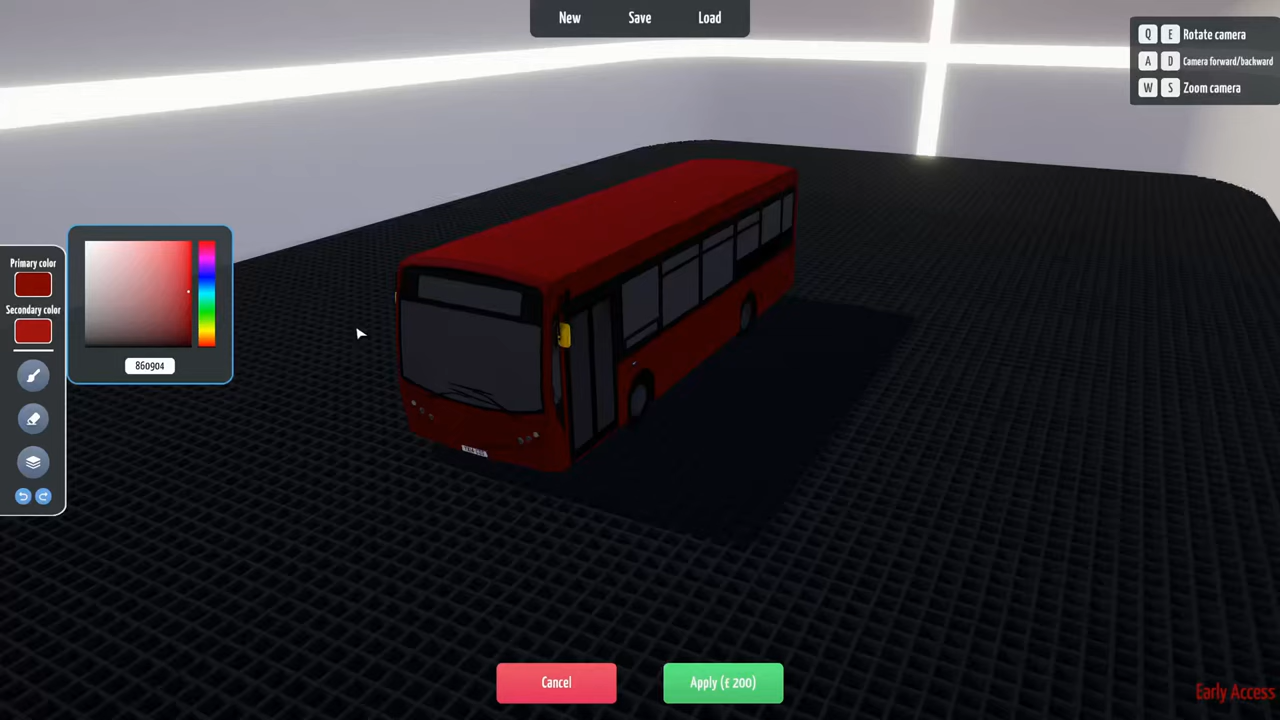 New Save Load
Q E Rotate camera
A D Camera forward/backward
W S Zoom camera
Primary color
Secondary color
860904
Cancel
Apply (£ 200)
Early Access